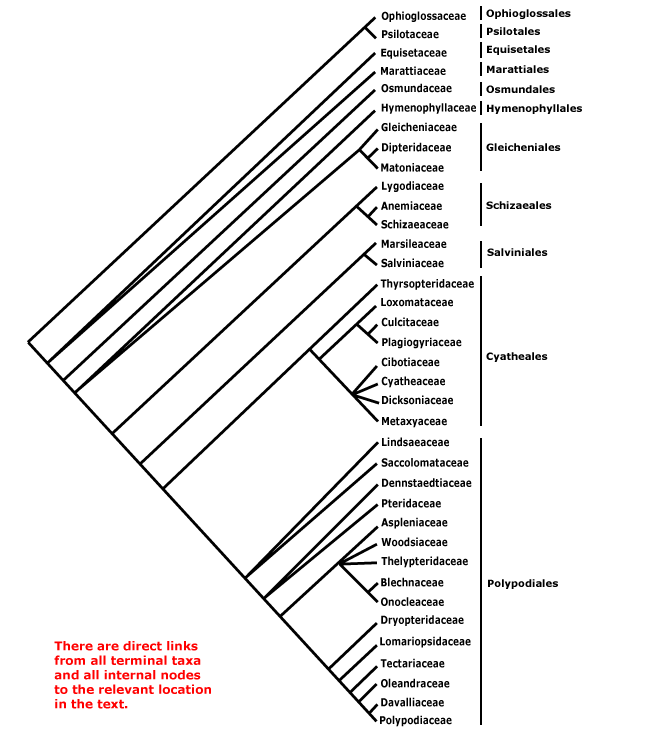 Ophioglossaceae Ophioglossales
Psilotaceae Psilotales
Equisetaceae Equisetales
Marattiaceae Marattiales
Osmundaceae Osmundales
Hymenophyllaceae Hymenophyllales
Gleicheniaceae
Dipteridaceae Gleicheniales
Matoniaceae
Lygodiaceae
Anemiaceae Schizaeales
Schizaeaceae
Marsileaceae
Salviniales
Salviniaceae
Thyrsopteridaceae
Loxomataceae
Culcitaceae
Plagiogyriaceae
Cyatheales
Cibotiaceae
Cyatheaceae
Dicksoniaceae
Metaxyaceae
Lindsaeaceae
Saccolomataceae
Dennstaedtiaceae
Pteridaceae
Aspleniaceae
Woodsiaceae
Thelypteridaceae
Blechnaceae Polypodiales
Onocleaceae
Dryopteridaceae
Lomariopsidaceae
Tectariaceae
Oleandraceae
Davalliaceae
Polypodiaceae
There are direct links
from all terminal taxa
and all internal nodes
to the relevant location
in the text.